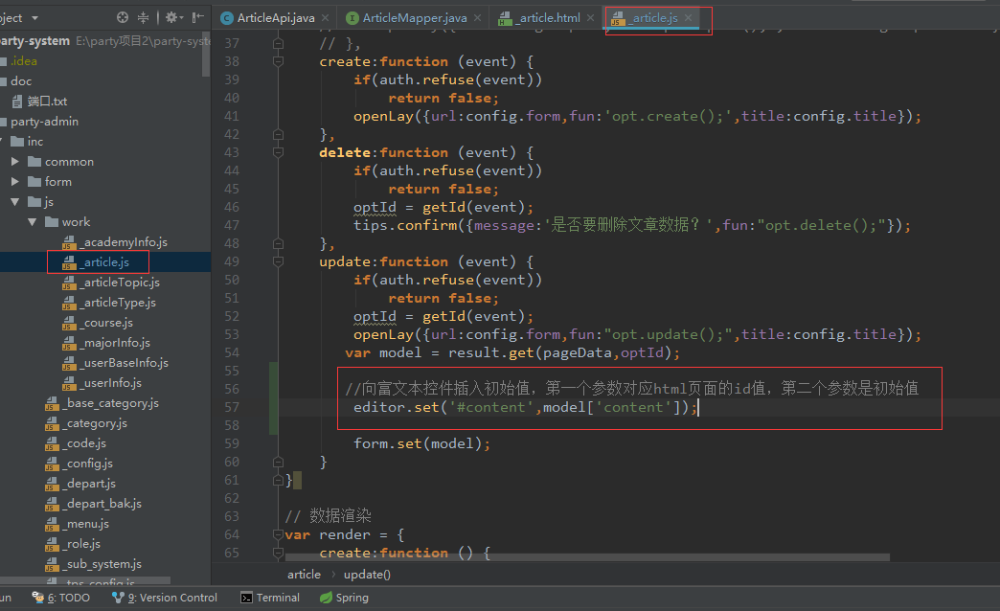 oject
ArticleApi.java
ArticleMapper.java
_article.html
_article.js
party-system E:\party项目2\party-syste
.idea
doc
端口.txt
party-admin
inc
common
form
js
work
_academyInfo.js
_article.js
_articleTopic.js
_articleType.js
_course.js
_majorInfo.js
_userBaseInfo.js
_userInfo.js
_base_category.js
_category.js
_code.js
_config.js
_depart.js
_depart_bak.js
_menu.js
_role.js
_sub_system.js
_tps_config.js
37 // },
38 create:function (event) {
39 if(auth.refuse(event))
40 return false;
41 openLay({url:config.form,fun:'opt.create();',title:config.title});
42 },
43 delete:function (event) {
44 if(auth.refuse(event))
45 return false;
46 optId = getId(event);
47 tips.confirm({message:'是否要删除文章数据？',fun:"opt.delete();"});
48 },
49 update:function (event) {
50 if(auth.refuse(event))
51 return false;
52 optId = getId(event);
53 openLay({url:config.form,fun:"opt.update();",title:config.title});
54 var model = result.get(pageData,optId);
55
56 //向富文本控件插入初始值，第一个参数对应html页面的id值，第二个参数是初始值
57 editor.set('#content',model['content']);
58
59 form.set(model);
60 }
61 }
62
63 // 数据渲染
64 var render = {
65 create:function () {
article › update()
un
6: TODO
9: Version Control
Terminal
Spring